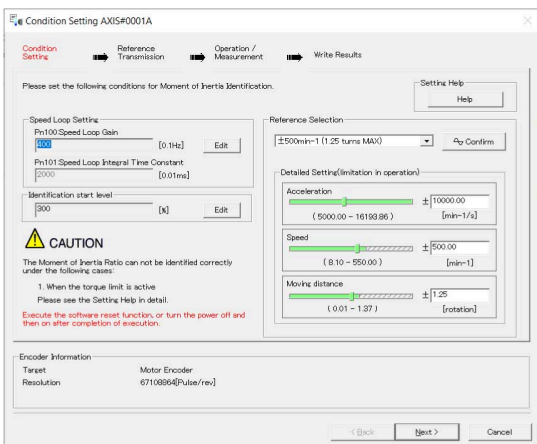 Condition Setting AXIS#0001A
Condition Setting
Reference Transmission
Operation / Measurement
Write Results
Please set the following conditions for Moment of Inertia Identification.
Setting Help
Help
Speed Loop Setting
Pn100:Speed Loop Gain
400
[0.1Hz]
Edit
Pn101:Speed Loop Integral Time Constant
2000
[0.01ms]
Identification start level
300
[%]
Edit
CAUTION
The Moment of Inertia Ratio can not be identified correctly
under the following cases:
1. When the torque limit is active
Please see the Setting Help in detail.
Execute the software reset function, or turn the power off and
then on after completion of execution.
Reference Selection
±500min-1 (1.25 turns MAX)
Confirm
Detailed Setting(limitation in operation)
Acceleration
± 10000.00
(5000.00 - 16193.86)
[min-1/s]
Speed
± 500.00
(8.10 - 550.00)
[min-1]
Moving distance
± 1.25
(0.01 - 1.37)
[rotation]
Encoder Information
Target
Motor Encoder
Resolution
67108864[Pulse/rev]
< Back
Next >
Cancel